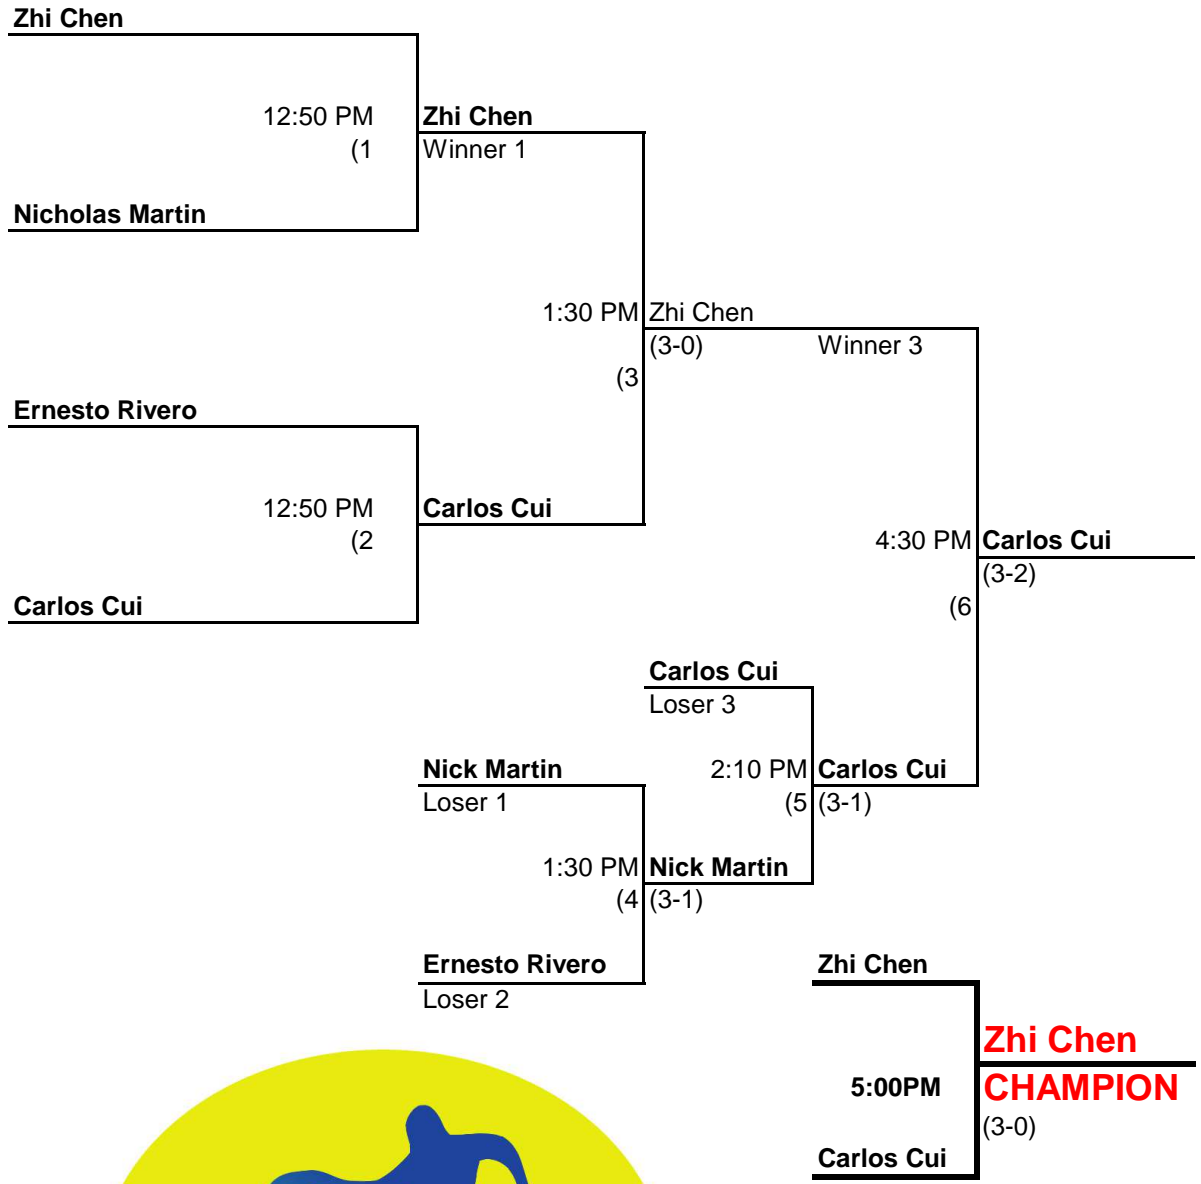 Zhi Chen
12:50 PM
Zhi Chen
(1
Winner 1
Nicholas Martin
1:30 PM
Zhi Chen
(3-0)
Winner 3
(3
Ernesto Rivero
12:50 PM
Carlos Cui
(2
4:30 PM
Carlos Cui
(3-2)
Carlos Cui
(6
Carlos Cui
Loser 3
Nick Martin
2:10 PM
Carlos Cui
Loser 1
(5
(3-1)
1:30 PM
Nick Martin
(4
(3-1)
Ernesto Rivero
Zhi Chen
Loser 2
Zhi Chen
5:00PM
CHAMPION
(3-0)
Carlos Cui